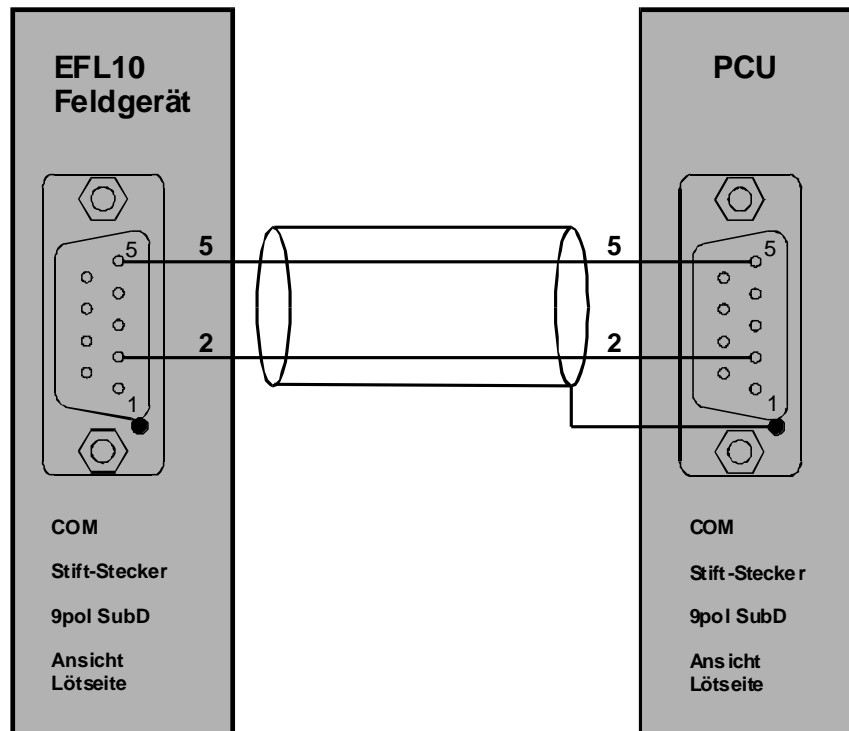 EFL10
Feldgerät
PCU
5
5
5
5
2
2
1
1
COM
Stift-Stecker
9pol SubD
Ansicht
Lötseite
COM
Stift-Stecker
9pol SubD
Ansicht
Lötseite